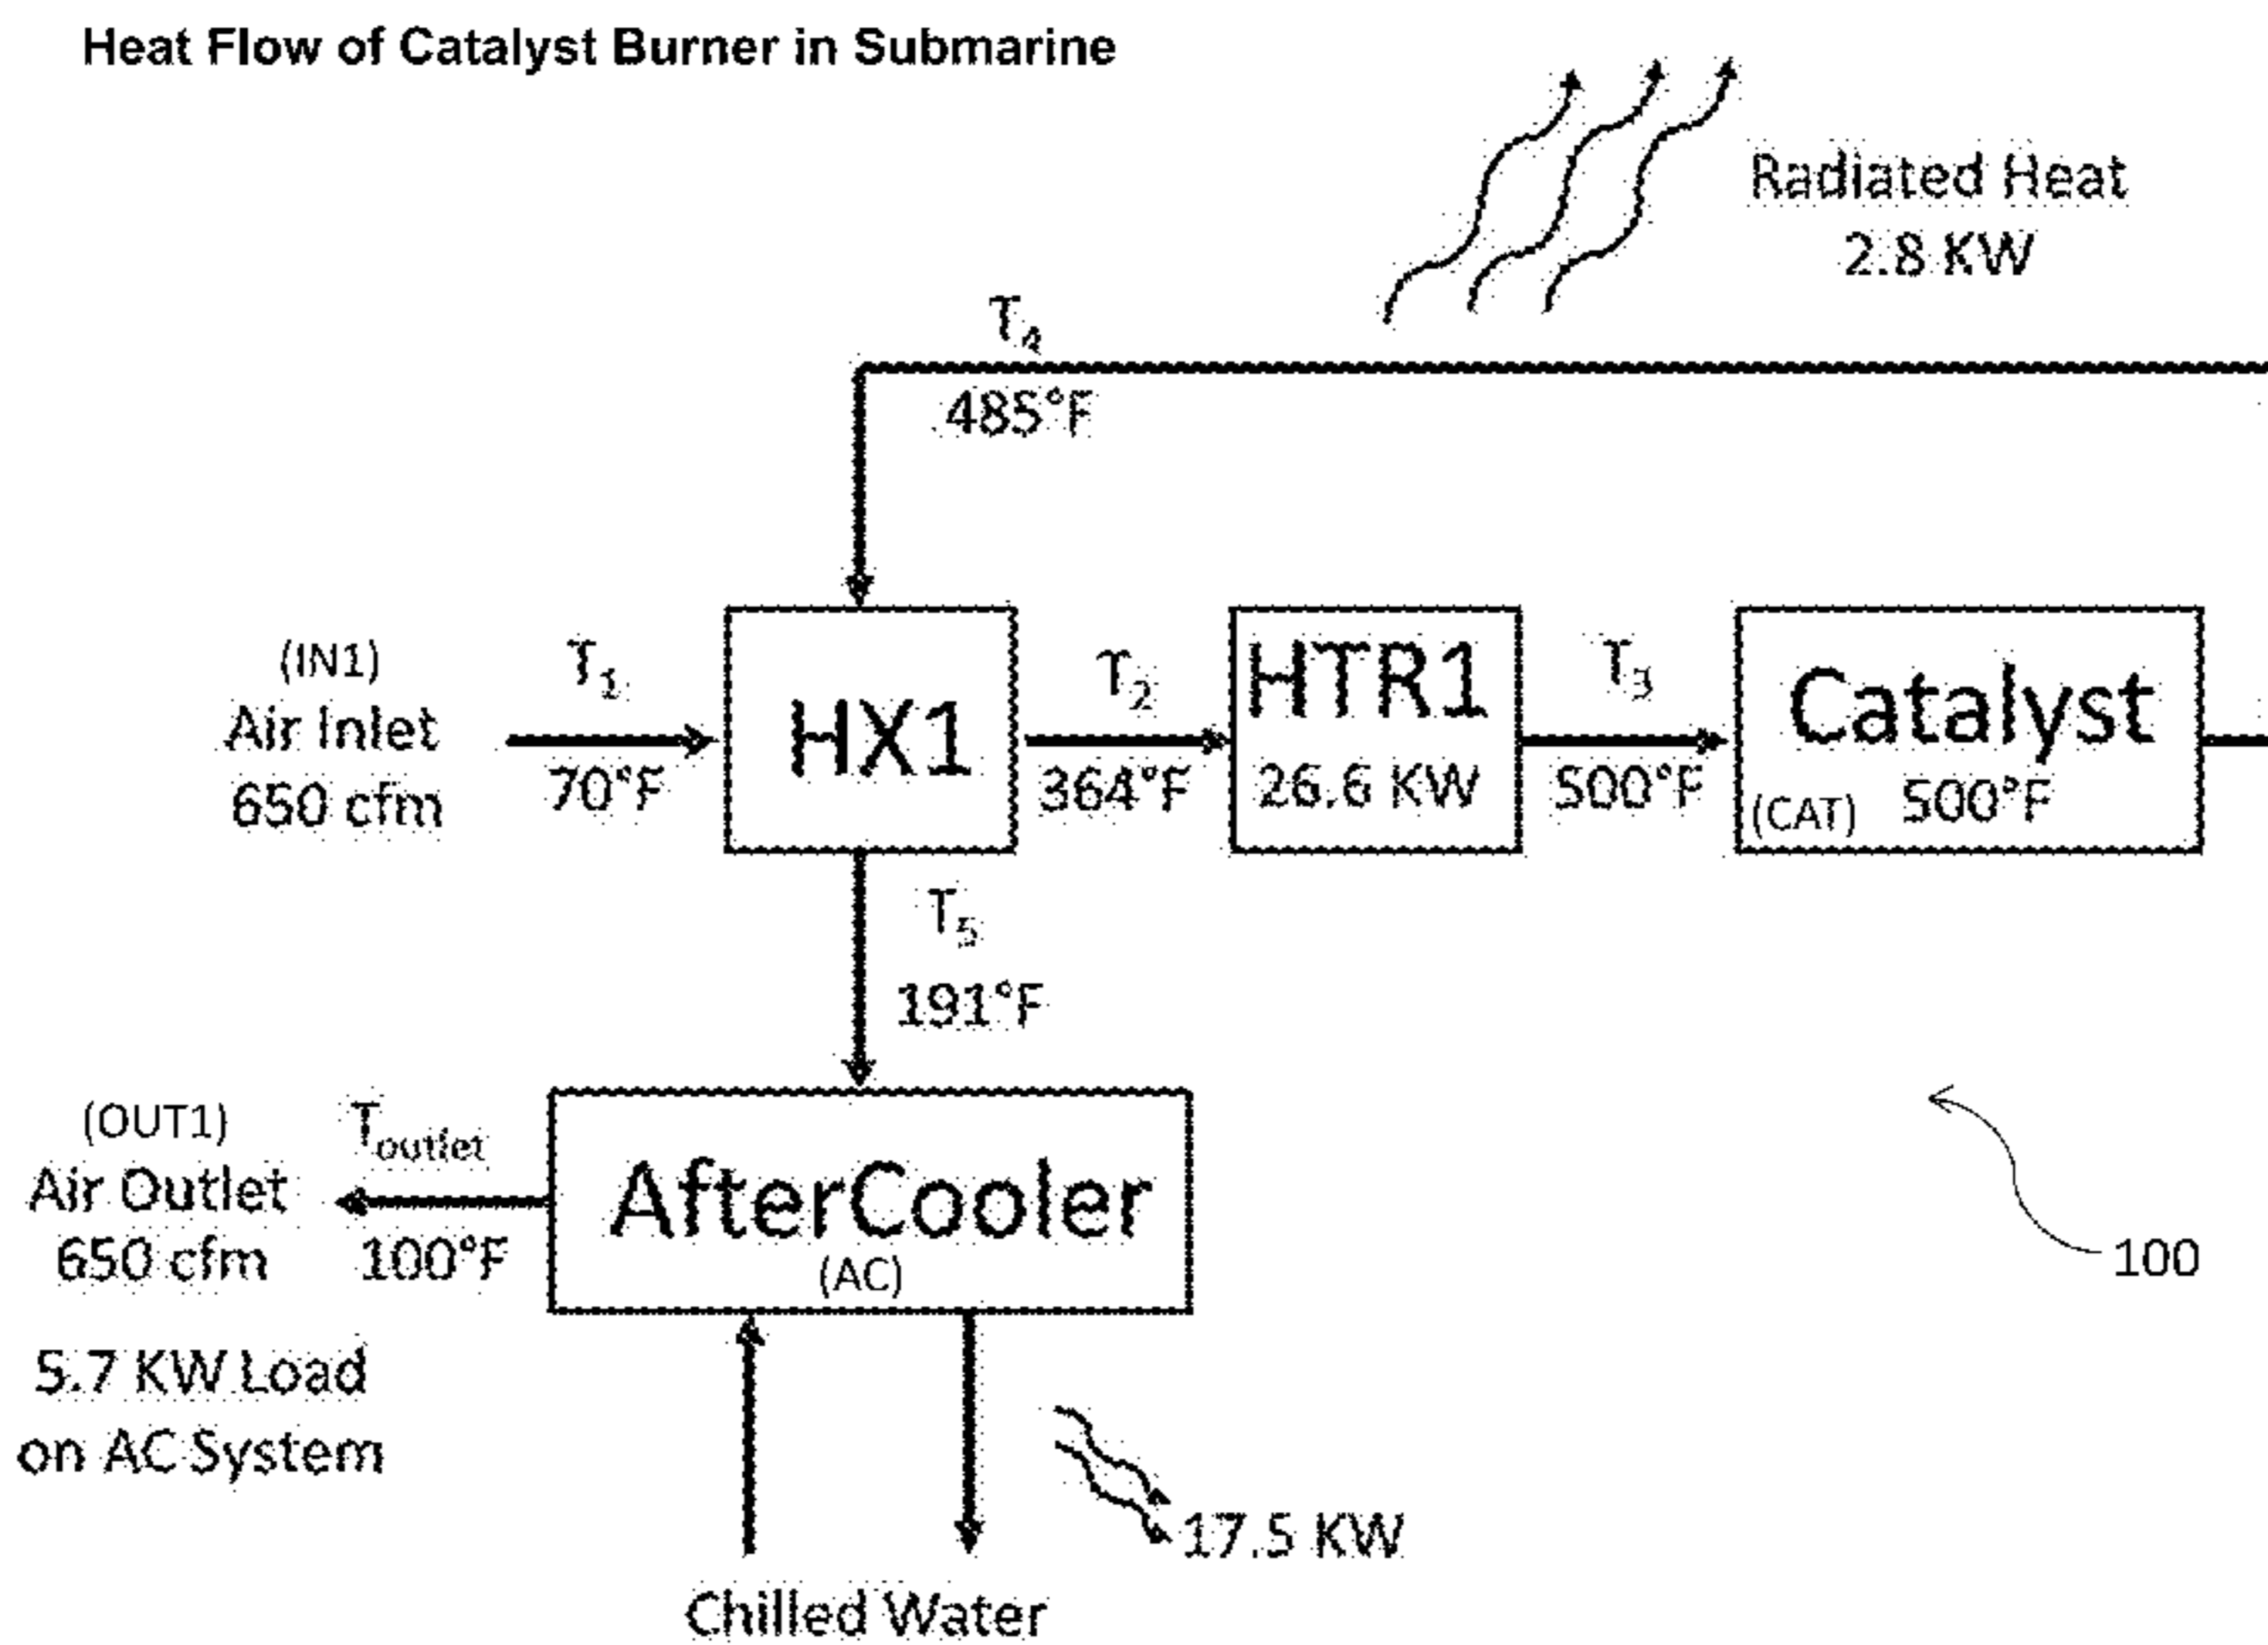 Heat Flow of Catalyst Burner in Submarine
Radiated Heat
2.8 KW
T4
485°F
(IN1)
Air Inlet
650 cfm
T1
70°F
HX1
T2
364°F
HTR1
26.6 KW
T3
500°F
Catalyst
(CAT) 500°F
T5
191°F
(OUT1)
Air Outlet
650 cfm
Toutlet
100°F
AfterCooler
(AC)
100
5.7 KW Load
on AC System
17.5 KW
Chilled Water